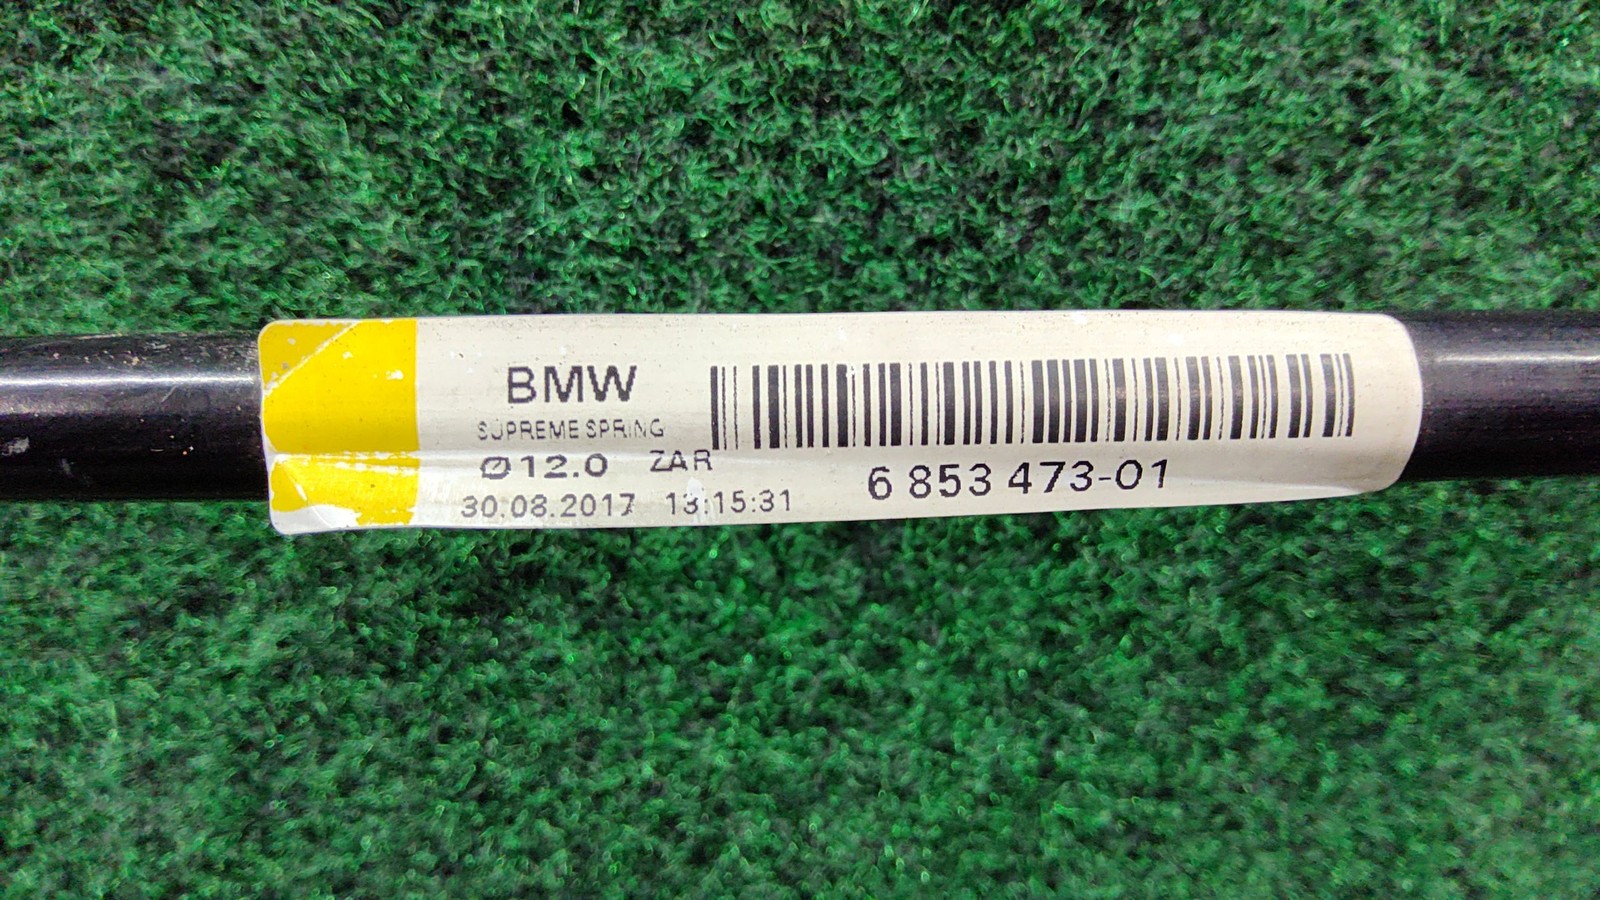 BMW
SUPREME SPRING
Ø12.0 ZAR
30.08.2017 13:15:31
6 853 473-01